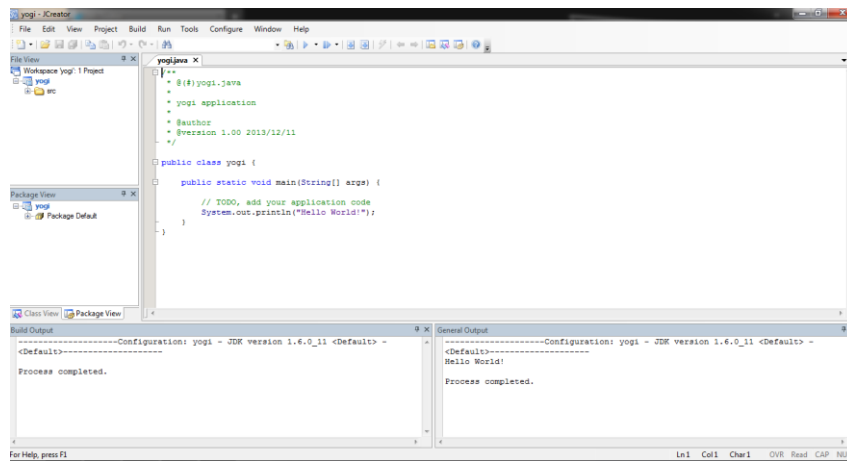 yogi - JCreator
File Edit View Project Build Run Tools Configure Window Help
File View
Workspace 'yogi': 1 Project
yogi
src
Package View
yogi
Package Default
Class View Package View
yogi.java
/**
* @(#)yogi.java
*
* yogi application
*
* @author
* @version 1.00 2013/12/11
*/
public class yogi {
public static void main(String[] args) {
// TODO, add your application code
System.out.println("Hello World!");
}
}
Build Output
--------------------Configuration: yogi - JDK version 1.6.0_11 <Default> -
<Default>--------------------
Process completed.
General Output
--------------------Configuration: yogi - JDK version 1.6.0_11 <Default> -
<Default>--------------------
Hello World!
Process completed.
For Help, press F1
Ln 1 Col 1 Char 1 OVR Read CAP NU